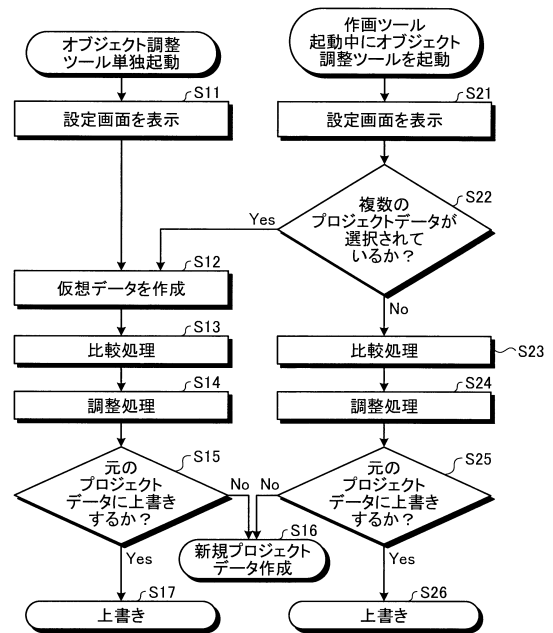 オブジェクト調整
ツール単独起動
S11
設定画面を表示
作画ツール
起動中にオブジェクト
調整ツールを起動
S21
設定画面を表示
S22
複数の
プロジェクトデータが
選択されて
いるか？
Yes
No
S12
仮想データを作成
S13
比較処理
S14
調整処理
比較処理
S23
S24
調整処理
S15
元の
プロジェクト
データに上書き
するか？
No
Yes
S25
元の
プロジェクト
データに上書き
するか？
No
Yes
S16
新規プロジェクト
データ作成
S17
上書き
S26
上書き